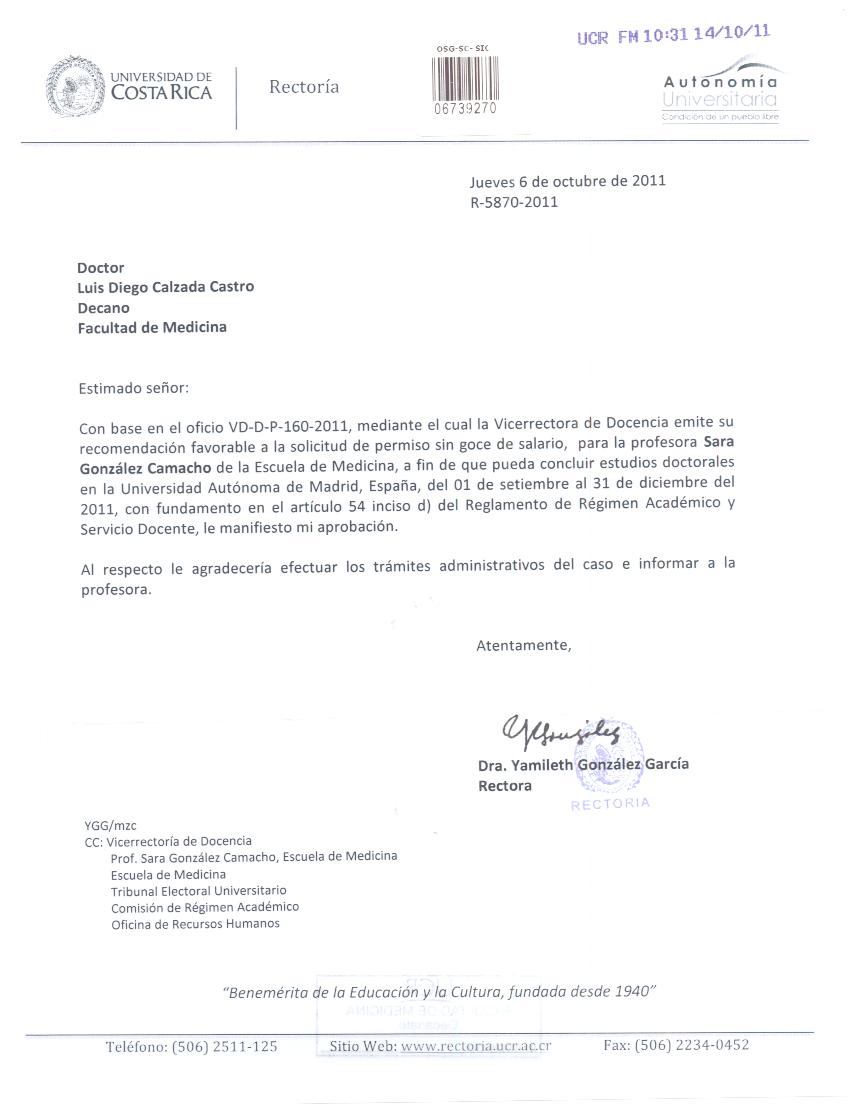 UCR FM 10:31 14/10/11
UNIVERSIDAD DE
COSTA RICA
Rectoría
OSG-SC-SIC
06739270
Autonomía
Universitaria
Condición de un pueblo libre
Jueves 6 de octubre de 2011
R-5870-2011
Doctor
Luis Diego Calzada Castro
Decano
Facultad de Medicina
Estimado señor:
Con base en el oficio VD-D-P-160-2011, mediante el cual la Vicerrectora de Docencia emite su
recomendación favorable a la solicitud de permiso sin goce de salario, para la profesora Sara
González Camacho de la Escuela de Medicina, a fin de que pueda concluir estudios doctorales
en la Universidad Autónoma de Madrid, España, del 01 de setiembre al 31 de diciembre del
2011, con fundamento en el artículo 54 inciso d) del Reglamento de Régimen Académico y
Servicio Docente, le manifiesto mi aprobación.
Al respecto le agradecería efectuar los trámites administrativos del caso e informar a la
profesora.
Atentamente,
YGonzález
Dra. Yamileth González García
Rectora
RECTORIA
YGG/mzc
CC: Vicerrectoría de Docencia
Prof. Sara González Camacho, Escuela de Medicina
Escuela de Medicina
Tribunal Electoral Universitario
Comisión de Régimen Académico
Oficina de Recursos Humanos
“Benemérita de la Educación y la Cultura, fundada desde 1940”
Teléfono: (506) 2511-125 Sitio Web: www.rectoria.ucr.ac.cr Fax: (506) 2234-0452